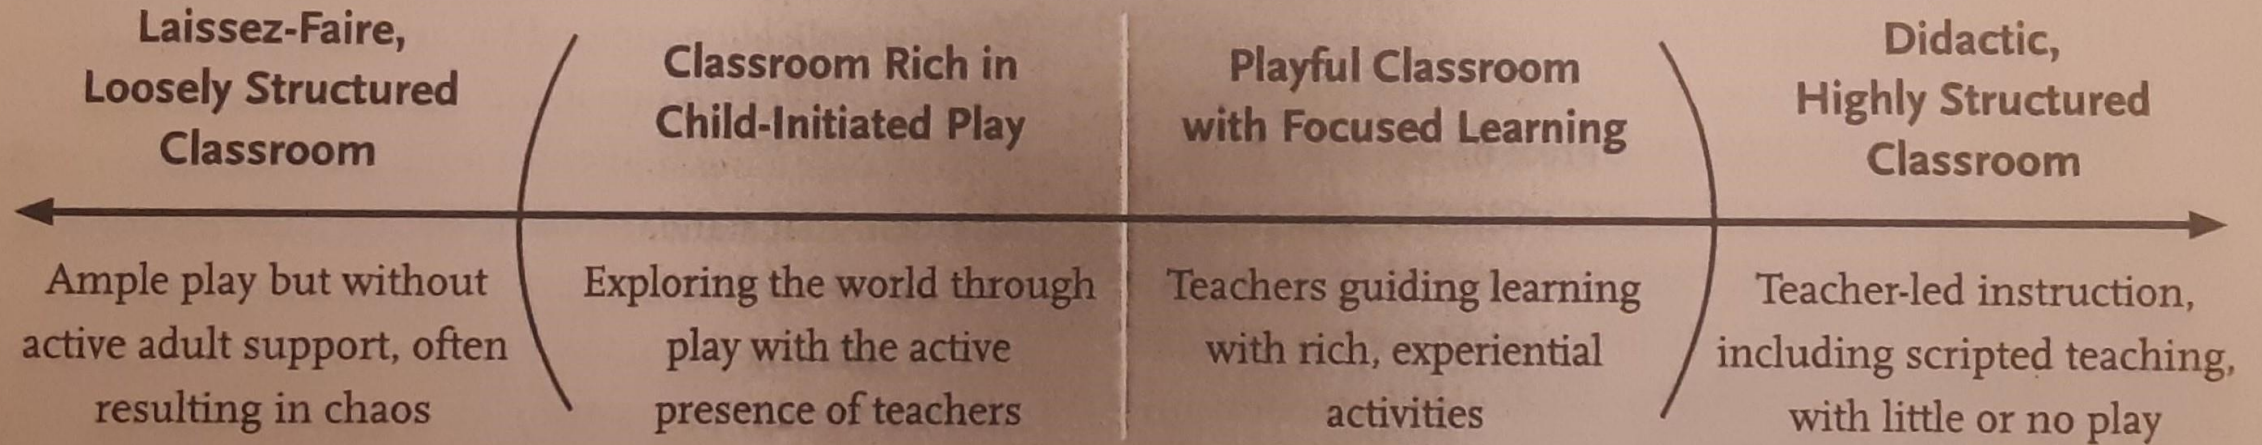 Laissez-Faire,
Loosely Structured
Classroom
Ample play but without
active adult support, often
resulting in chaos
Classroom Rich in
Child-Initiated Play
Exploring the world through
play with the active
presence of teachers
Playful Classroom
with Focused Learning
Teachers guiding learning
with rich, experiential
activities
Didactic,
Highly Structured
Classroom
Teacher-led instruction,
including scripted teaching,
with little or no play